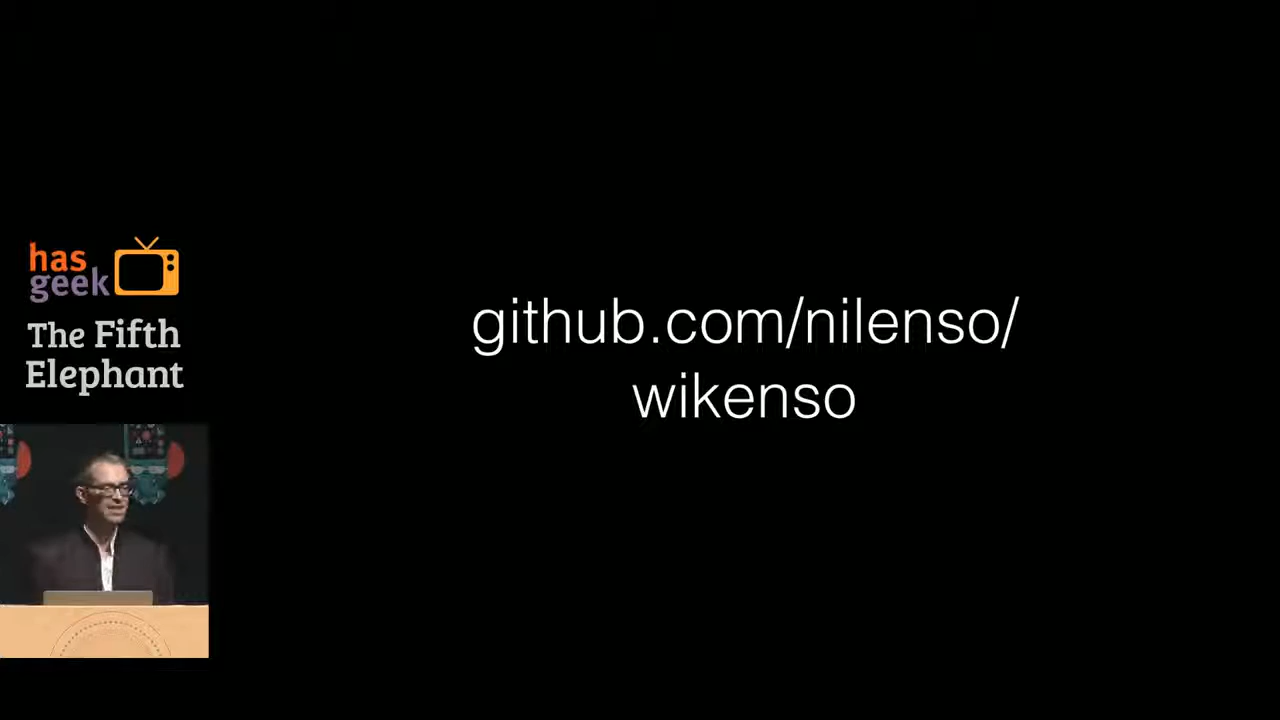 has
geek
The Fifth
Elephant
github.com/nilenso/
wikenso